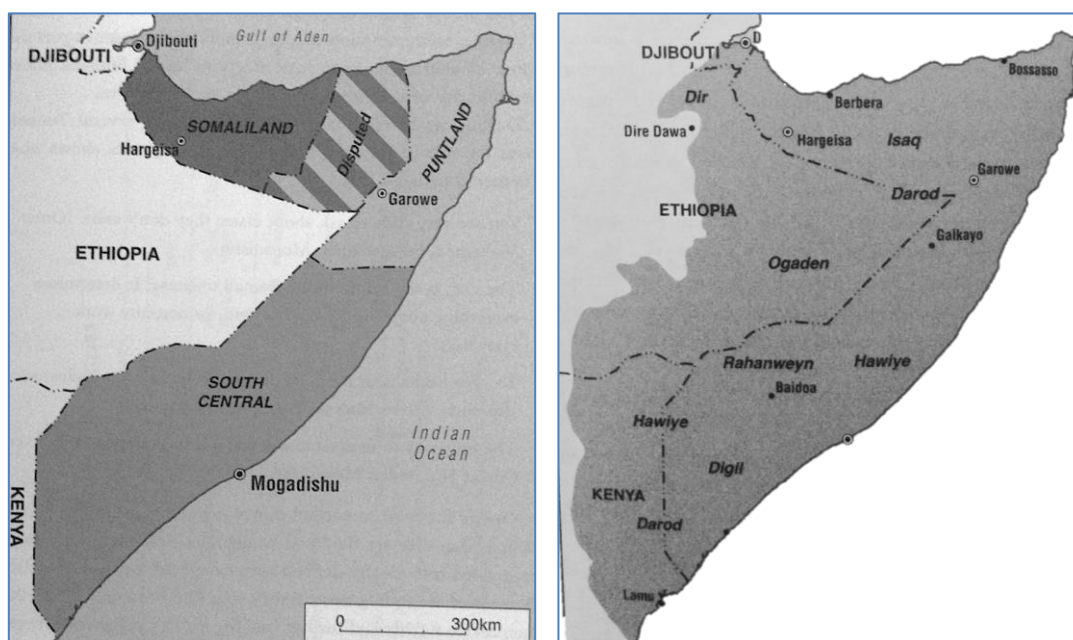 Gulf of Aden
Djibouti
DJIBOUTI
SOMALILAND
Hargeisa
Disputed
PUNTLAND
Garowe
ETHIOPIA
SOUTH
CENTRAL
Indian
Ocean
Mogadishu
KENYA
0
300km
D
DJIBOUTI
Bossasso
Dir
Berbera
Dire Dawa
Hargeisa
Isaq
Garowe
Darod
ETHIOPIA
Galkayo
Ogaden
Rahanweyn
Hawiye
Baidoa
Hawiye
Digil
KENYA
Darod
Lamu